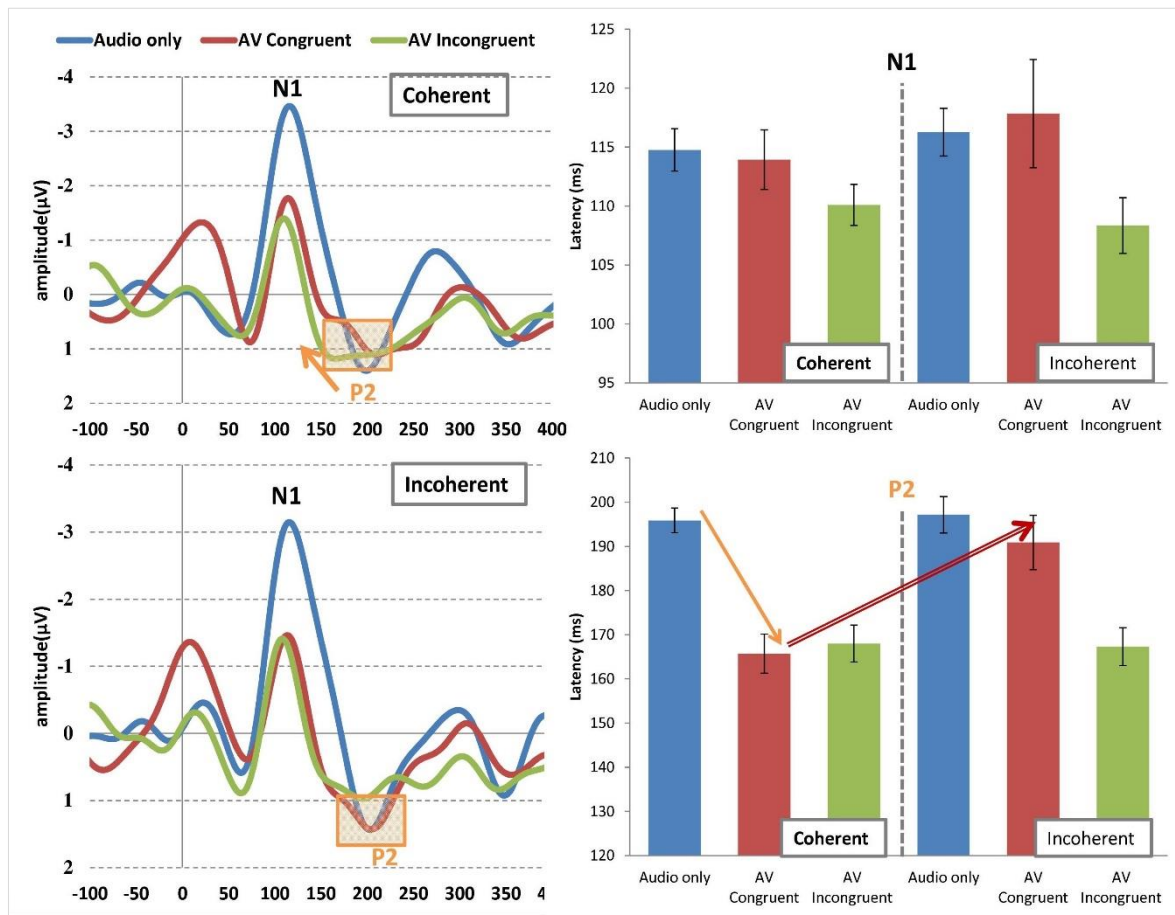 Audio only AV Congruent AV Incongruent
-4
-3
-2
-1
0
1
2
amplitude(µV)
N1
Coherent
P2
-100 -50 0 50 100 150 200 250 300 350 400
-4
-3
-2
-1
0
1
2
amplitude(µV)
N1
Incoherent
P2
-100 -50 0 50 100 150 200 250 300 350 4
125
120
115
110
105
100
95
Latency (ms)
N1
Coherent
Incoherent
Audio only AV AV Audio only AV AV
Congruent Incongruent Congruent Incongruent
210
200
190
180
170
160
150
140
130
120
Latency (ms)
P2
Coherent
Incoherent
Audio only AV AV Audio only AV AV
Congruent Incongruent Congruent Incongruent